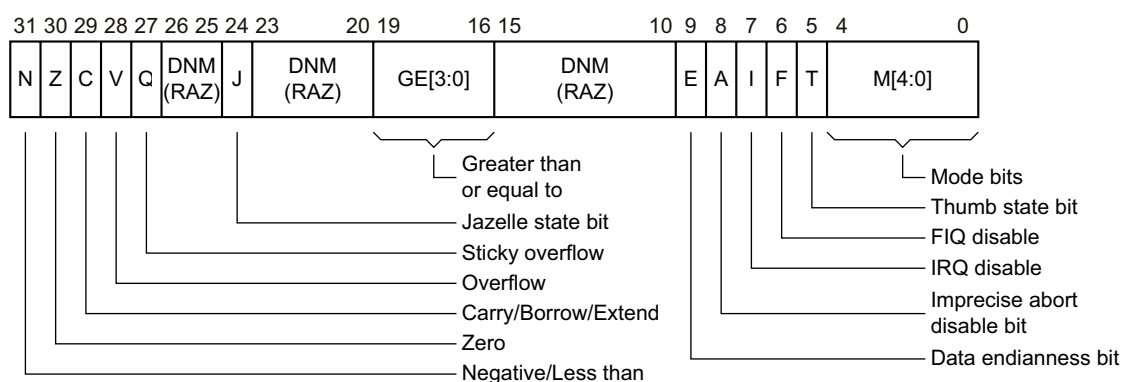 31 30 29 28 27 26 25 24 23 20 19 16 15 10 9 8 7 6 5 4 0
N Z C V Q DNM (RAZ) J DNM (RAZ) GE[3:0] DNM (RAZ) E A I F T M[4:0]
Greater than
or equal to
Jazelle state bit
Sticky overflow
Overflow
Carry/Borrow/Extend
Zero
Negative/Less than
Mode bits
Thumb state bit
FIQ disable
IRQ disable
Imprecise abort
disable bit
Data endianness bit